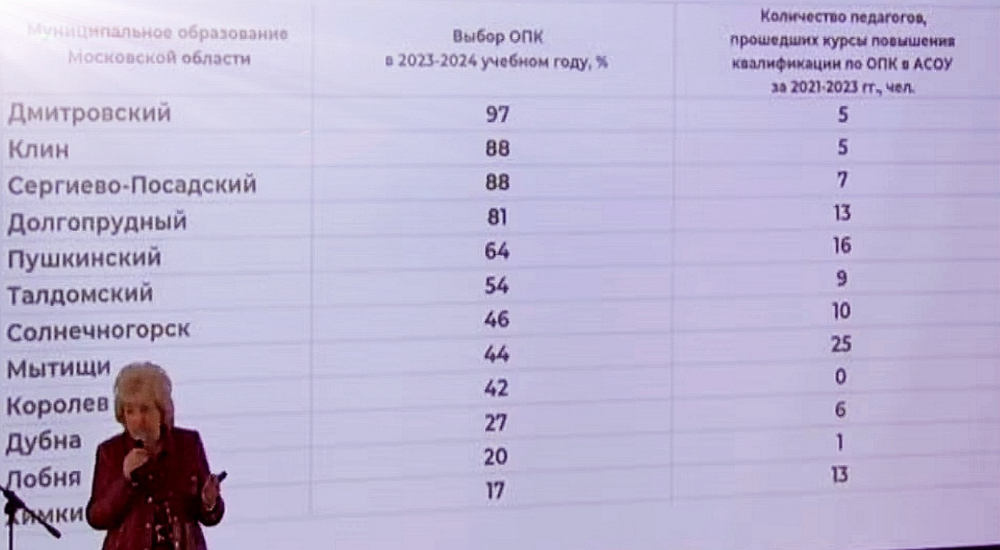 Муниципальное образование
Московской области
Выбор ОПК
в 2023-2024 учебном году, %
Количество педагогов,
прошедших курсы повышения
квалификации по ОПК в АСОУ
за 2021-2023 гг., чел.
Дмитровский 97 5
Клин 88 5
Сергиево-Посадский 88 7
Долгопрудный 81 13
Пушкинский 64 16
Талдомский 54 9
Солнечногорск 46 10
Мытищи 44 25
Королев 42 0
Дубна 27 6
Лобня 20 1
Химки 17 13